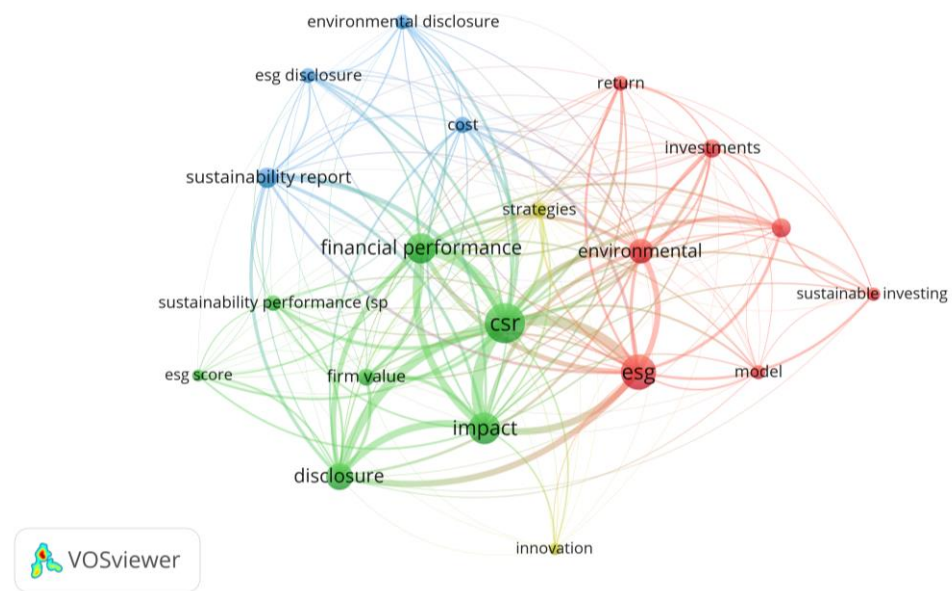 environmental disclosure
esg disclosure
return
cost
investments
sustainability report
strategies
financial performance
environmental
sustainability performance (sp
sustainable investing
csr
esg score
firm value
esg
model
impact
disclosure
innovation
VOSviewer